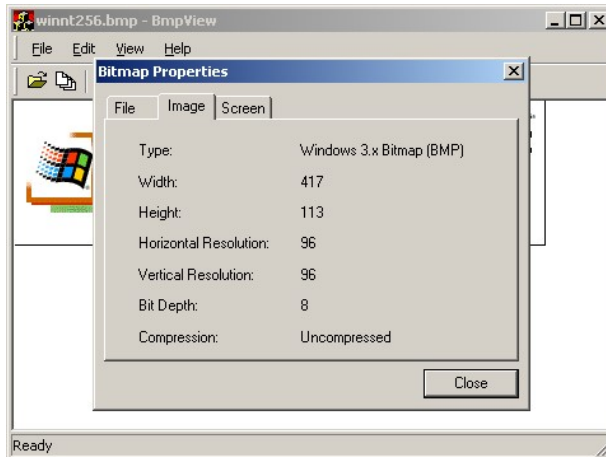 winnt256.bmp - BmpView
File Edit View Help
Bitmap Properties
File Image Screen
Type: Windows 3.x Bitmap (BMP)
Width: 417
Height: 113
Horizontal Resolution: 96
Vertical Resolution: 96
Bit Depth: 8
Compression: Uncompressed
Close
Ready